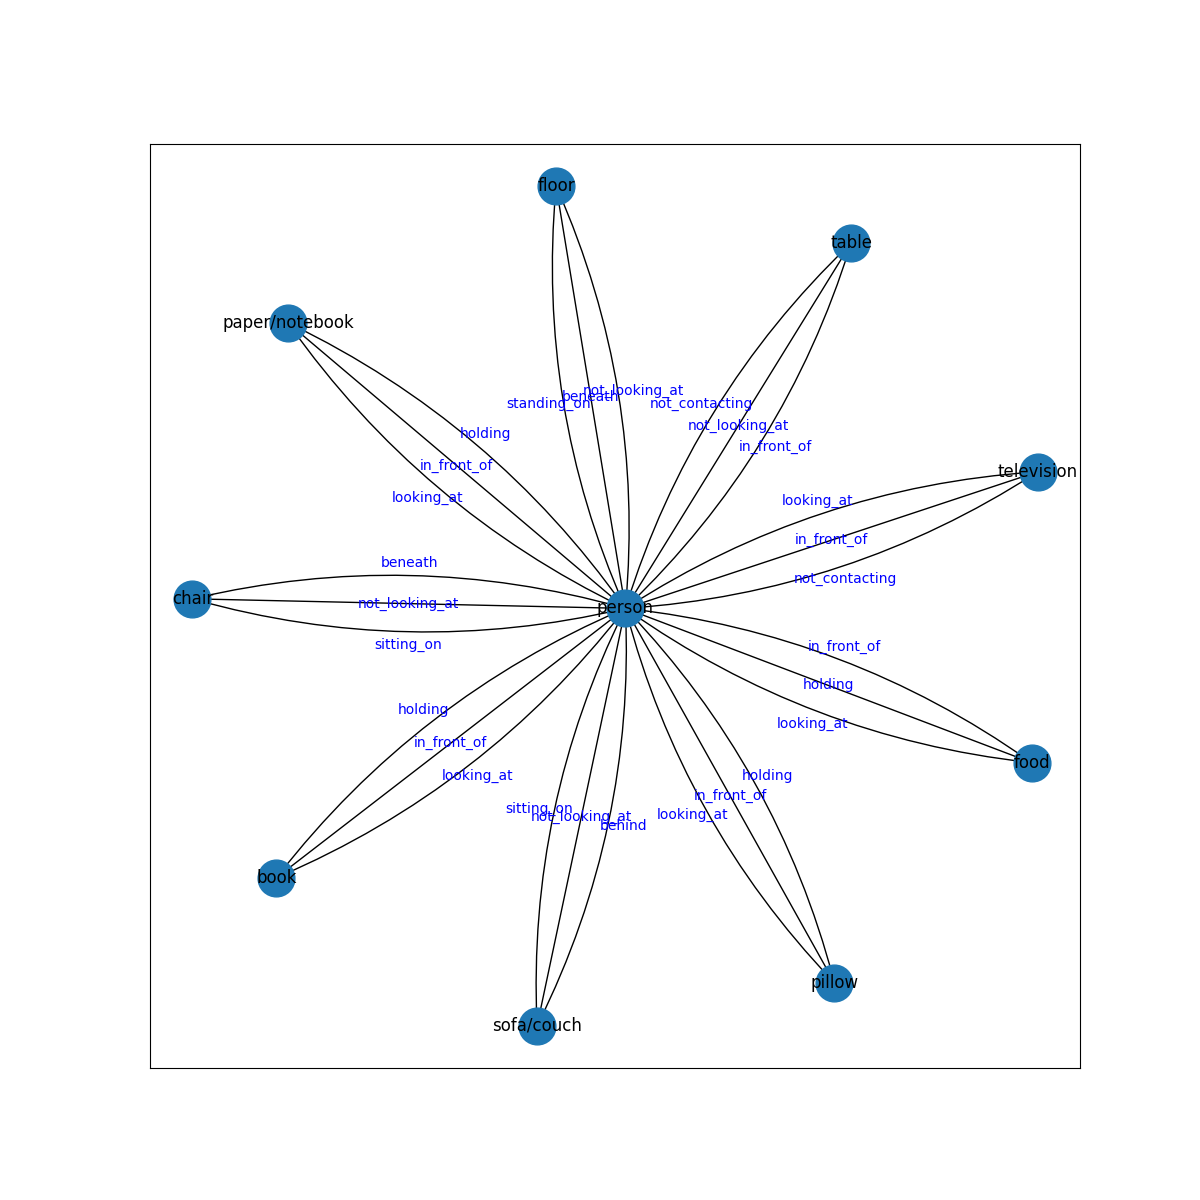 floor
table
paper/notebook
not_looking_at
beneath
standing_on
not_contacting
not_looking_at
holding
in_front_of
in_front_of
television
looking_at
looking_at
in_front_of
beneath
not_contacting
chair
not_looking_at
person
sitting_on
in_front_of
holding
holding
looking_at
in_front_of
food
looking_at
holding
in_front_of
sitting_on
not_looking_at
behind
looking_at
book
pillow
sofa/couch